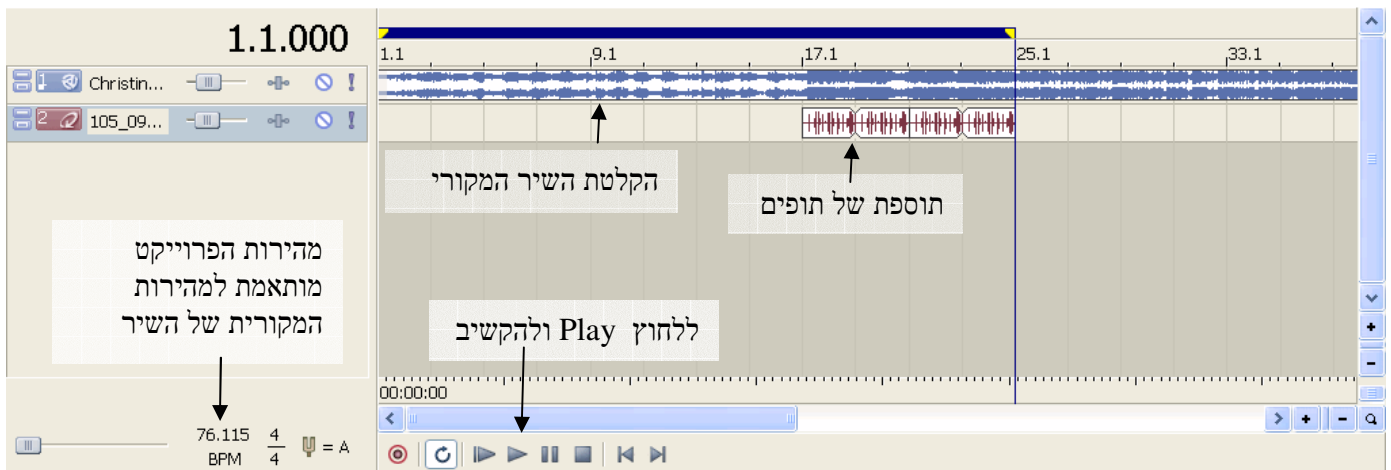 1.1.000
1.1 9.1 17.1 25.1 33.1
1 Christin...
2 105_09...
הקלטת השיר המקורי
תוספת של תופים
מהירות הפרוייקט
מותאמת למהירות
המקורית של השיר
ללחוץ Play ולהקשיב
00:00:00
76.115
BPM
4
4
= A